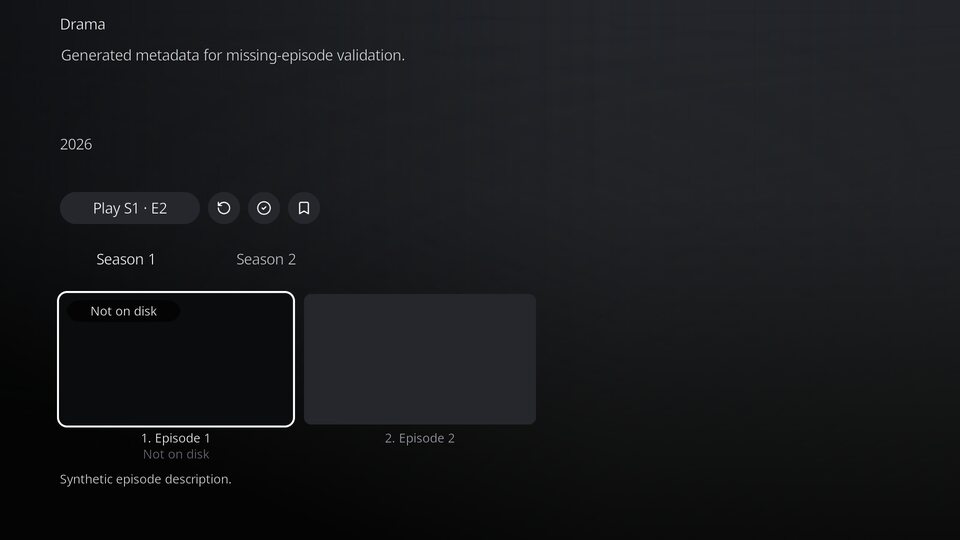 Drama
Generated metadata for missing-episode validation.
2026
Play S1 · E2
Season 1
Season 2
Not on disk
1. Episode 1
Not on disk
2. Episode 2
Synthetic episode description.